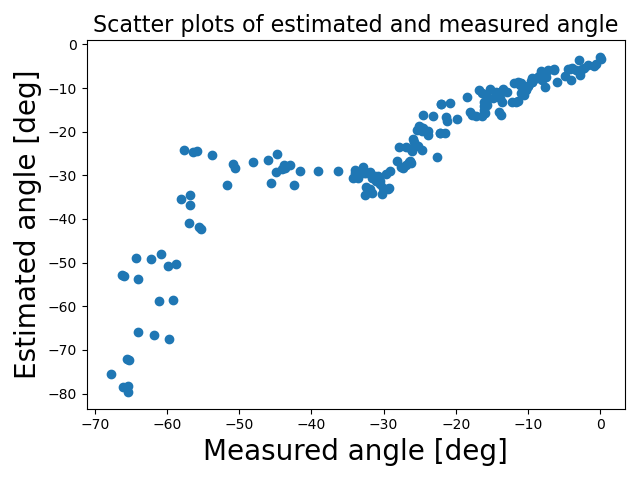 Scatter plots of estimated and measured angle
0
−10
−20
−30
−40
−50
−60
−70
−80
Estimated angle [deg]
−70 −60 −50 −40 −30 −20 −10 0
Measured angle [deg]